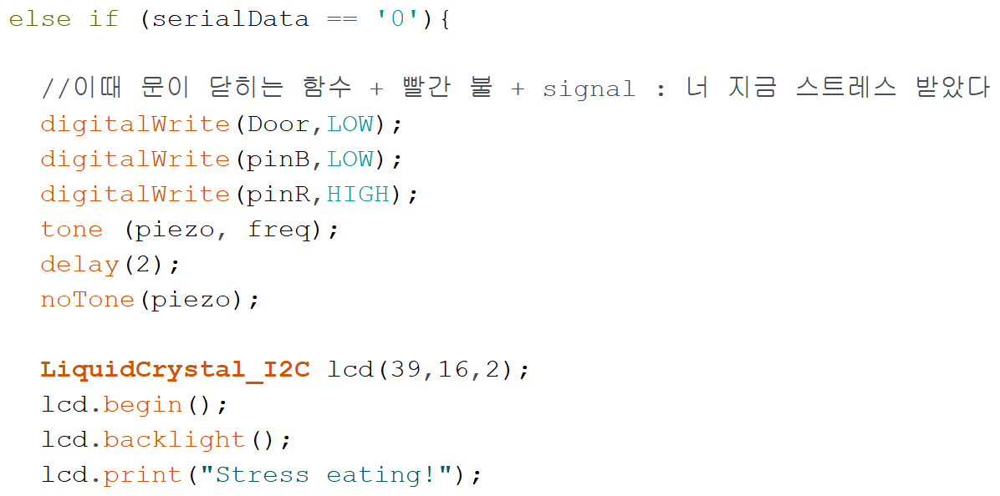 else if (serialData == '0'){
//이때 문이 닫히는 함수 + 빨간 불 + signal : 너 지금 스트레스 받았다
digitalWrite(Door,LOW);
digitalWrite(pinB,LOW);
digitalWrite(pinR,HIGH);
tone (piezo, freq);
delay(2);
noTone(piezo);
LiquidCrystal_I2C lcd(39,16,2);
lcd.begin();
lcd.backlight();
lcd.print("Stress eating!");